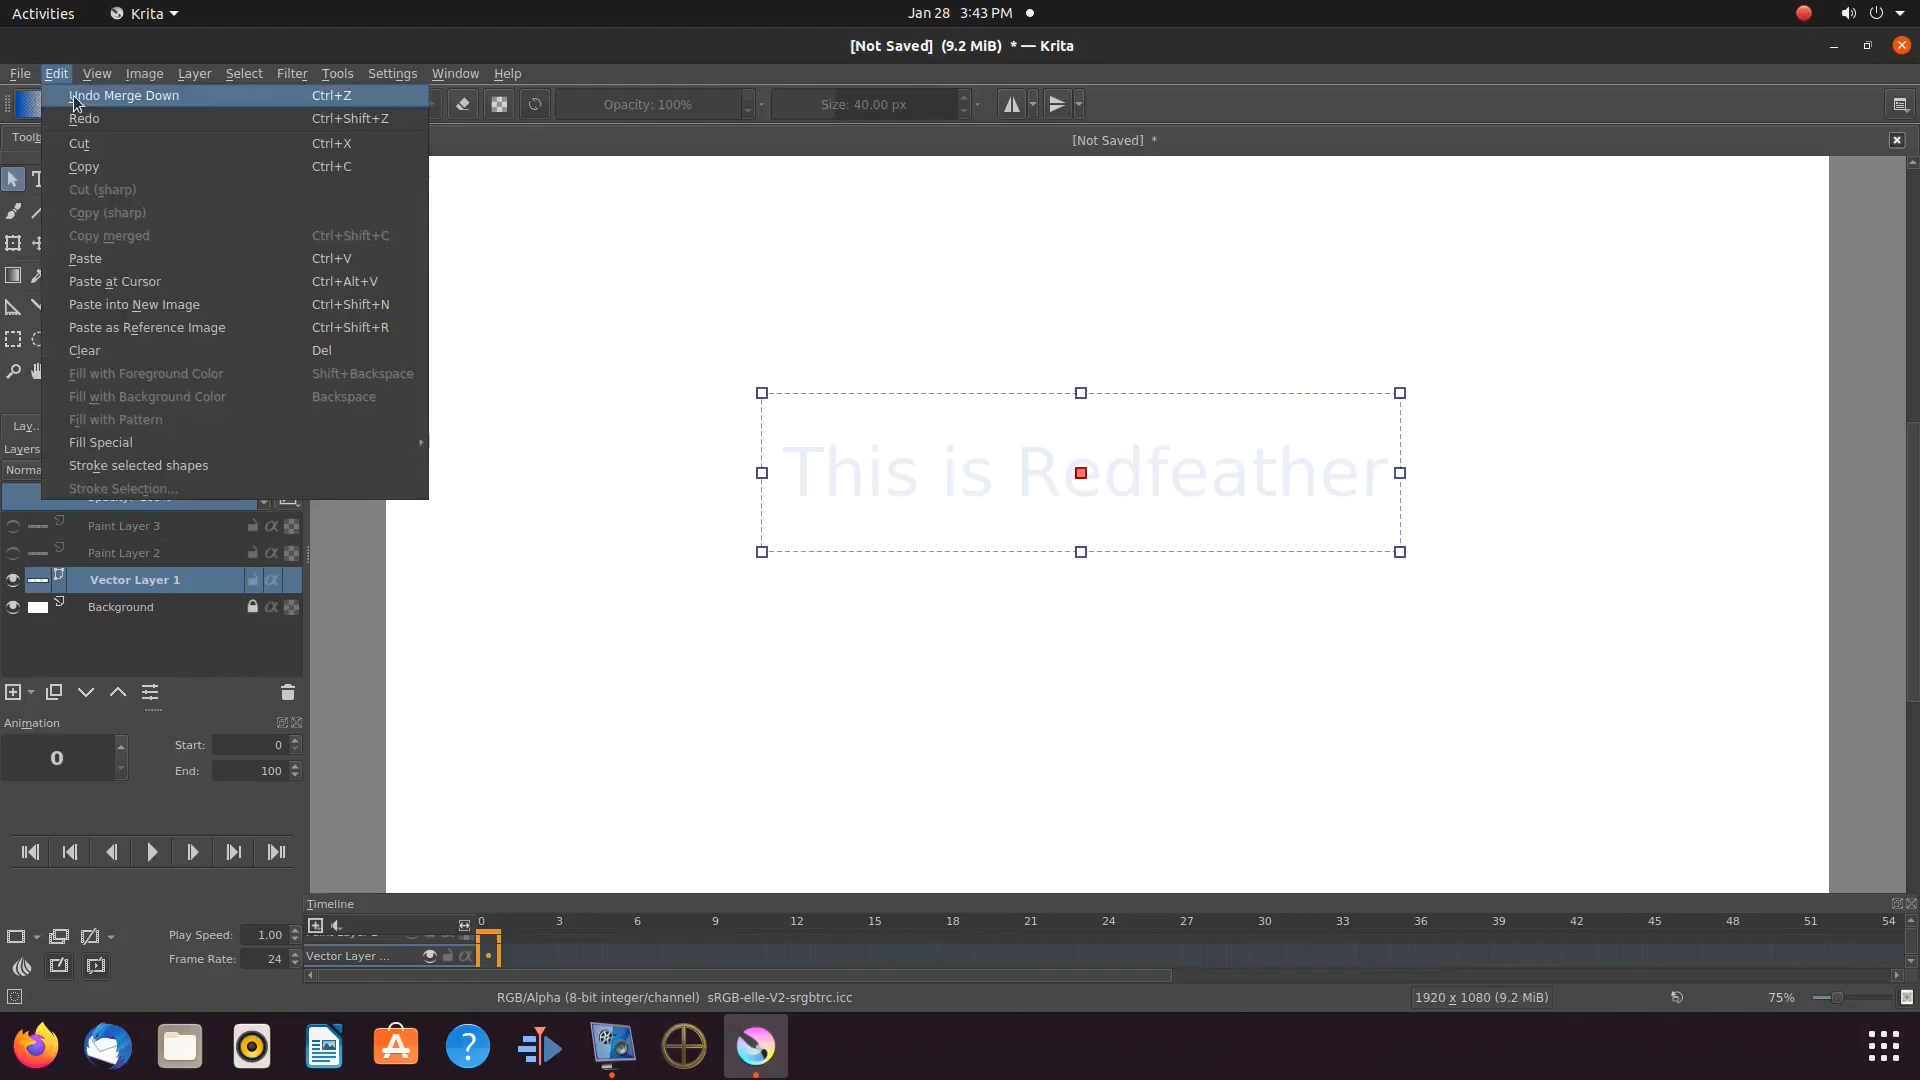 Activities Krita Jan 28 3:43 PM
[Not Saved] (9.2 MiB) * — Krita
File Edit View Image Layer Select Filter Tools Settings Window Help
Undo Merge Down Ctrl+Z
Opacity: 100% Size: 40.00 px
Redo Ctrl+Shift+Z
[Not Saved] *
Cut Ctrl+X
Copy Ctrl+C
Cut (sharp)
Copy (sharp)
Copy merged Ctrl+Shift+C
Paste Ctrl+V
Paste at Cursor Ctrl+Alt+V
Paste into New Image Ctrl+Shift+N
Paste as Reference Image Ctrl+Shift+R
Clear Del
Fill with Foreground Color Shift+Backspace
Fill with Background Color Backspace
Fill with Pattern
Fill Special
Stroke selected shapes
Stroke Selection...
This is Redfeather
Lay...
Layers
Paint Layer 3
Paint Layer 2
Vector Layer 1
Background
Animation
0 Start: 0
End: 100
Timeline
0 3 6 9 12 15 18 21 24 27 30 33 36 39 42 45 48 51 54
Play Speed: 1.00
Vector Layer ...
Frame Rate: 24
RGB/Alpha (8-bit integer/channel) sRGB-elle-V2-srgbtrc.icc 1920 x 1080 (9.2 MiB) 75%